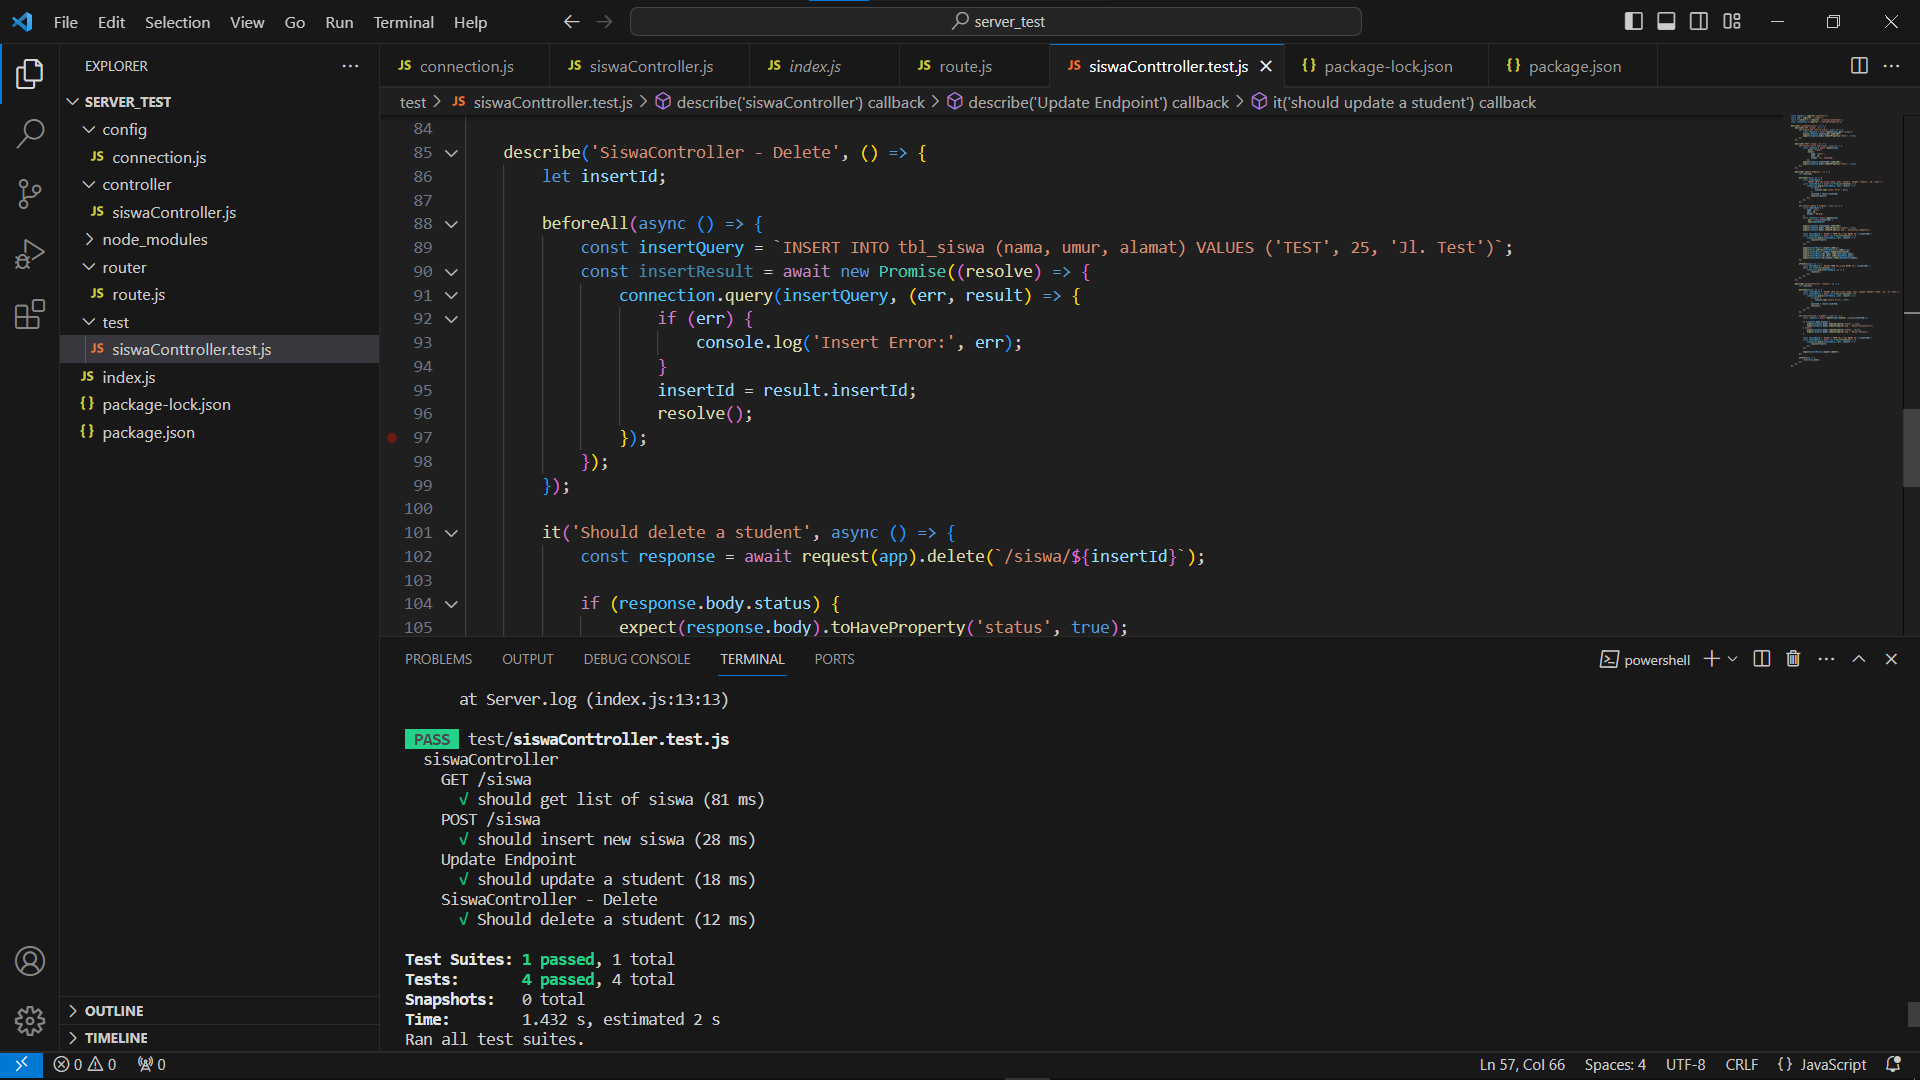 File Edit Selection View Go Run Terminal Help
server_test
EXPLORER
SERVER_TEST
config
JS connection.js
controller
JS siswaController.js
node_modules
router
JS route.js
test
JS siswaConttroller.test.js
JS index.js
{} package-lock.json
{} package.json
OUTLINE
TIMELINE
JS connection.js
JS siswaController.js
JS index.js
JS route.js
JS siswaConttroller.test.js
{} package-lock.json
{} package.json
test > JS siswaConttroller.test.js > describe('siswaController') callback > describe('Update Endpoint') callback > it('should update a student') callback
84
85 describe('SiswaController - Delete', () => {
86 let insertId;
87
88 beforeAll(async () => {
89 const insertQuery = `INSERT INTO tbl_siswa (nama, umur, alamat) VALUES ('TEST', 25, 'Jl. Test')`;
90 const insertResult = await new Promise((resolve) => {
91 connection.query(insertQuery, (err, result) => {
92 if (err) {
93 console.log('Insert Error:', err);
94 }
95 insertId = result.insertId;
96 resolve();
97 });
98 });
99 });
100
101 it('Should delete a student', async () => {
102 const response = await request(app).delete(`/siswa/${insertId}`);
103
104 if (response.body.status) {
105 expect(response.body).toHaveProperty('status', true);
PROBLEMS OUTPUT DEBUG CONSOLE TERMINAL PORTS
powershell
at Server.log (index.js:13:13)
PASS test/siswaConttroller.test.js
siswaController
GET /siswa
√ should get list of siswa (81 ms)
POST /siswa
√ should insert new siswa (28 ms)
Update Endpoint
√ should update a student (18 ms)
SiswaController - Delete
√ Should delete a student (12 ms)
Test Suites: 1 passed, 1 total
Tests: 4 passed, 4 total
Snapshots: 0 total
Time: 1.432 s, estimated 2 s
Ran all test suites.
0 0 0
Ln 57, Col 66 Spaces: 4 UTF-8 CRLF {} JavaScript